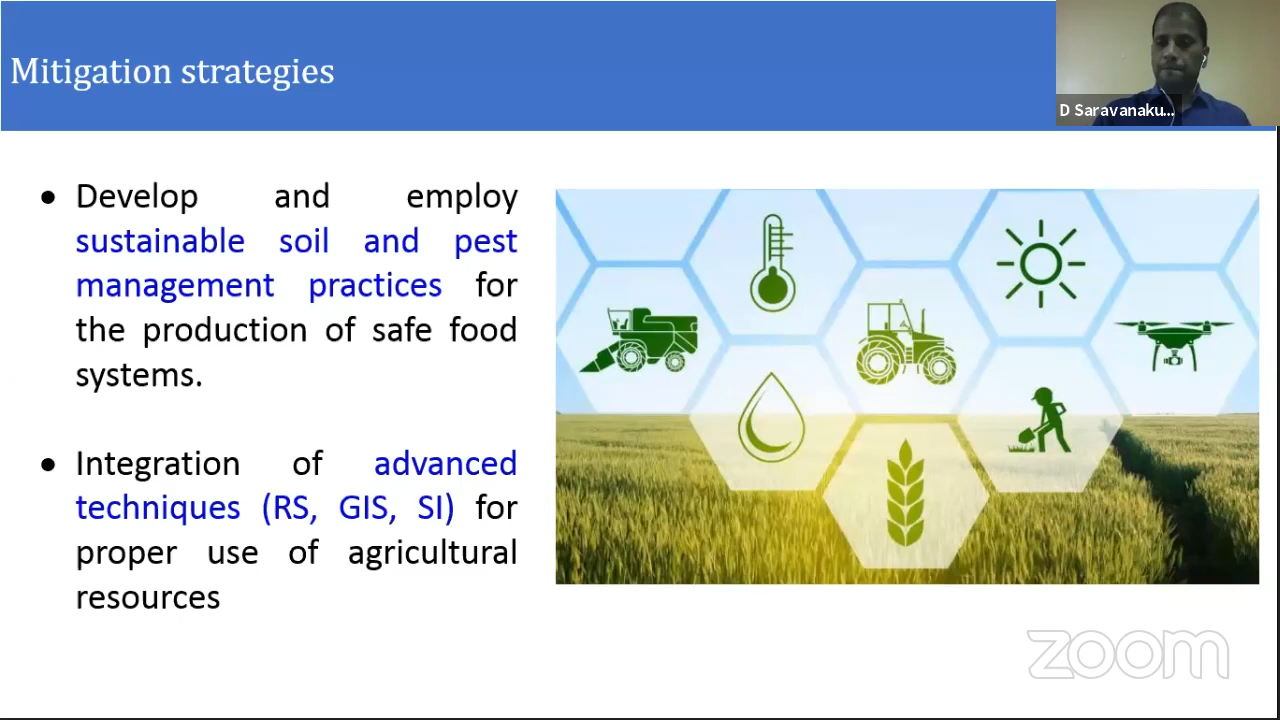 Mitigation strategies
D Saravanaku...
• Develop and employ
sustainable soil and pest
management practices for
the production of safe food
systems.
• Integration of advanced
techniques (RS, GIS, SI) for
proper use of agricultural
resources
zoom